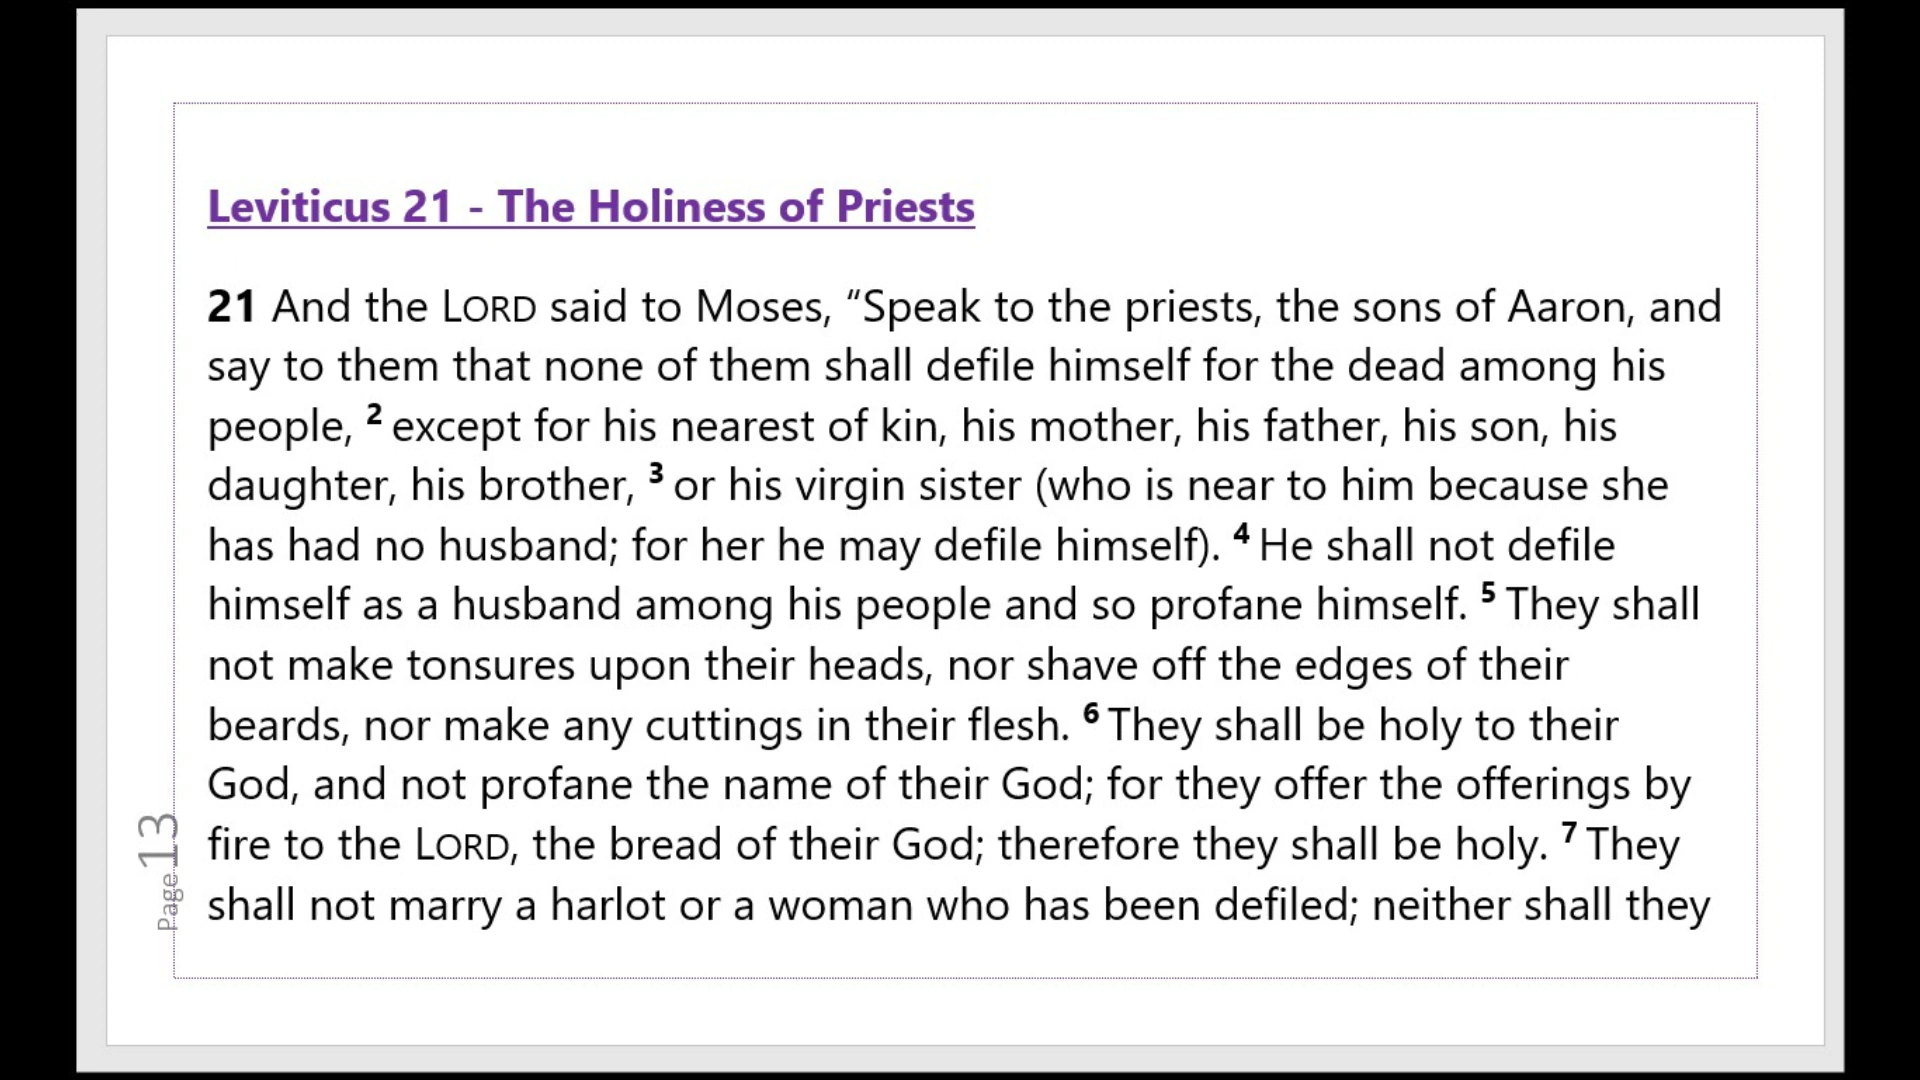 Leviticus 21 - The Holiness of Priests
21 And the LORD said to Moses, “Speak to the priests, the sons of Aaron, and
say to them that none of them shall defile himself for the dead among his
people, 2 except for his nearest of kin, his mother, his father, his son, his
daughter, his brother, 3 or his virgin sister (who is near to him because she
has had no husband; for her he may defile himself). 4 He shall not defile
himself as a husband among his people and so profane himself. 5 They shall
not make tonsures upon their heads, nor shave off the edges of their
beards, nor make any cuttings in their flesh. 6 They shall be holy to their
God, and not profane the name of their God; for they offer the offerings by
fire to the LORD, the bread of their God; therefore they shall be holy. 7 They
shall not marry a harlot or a woman who has been defiled; neither shall they
Page 13